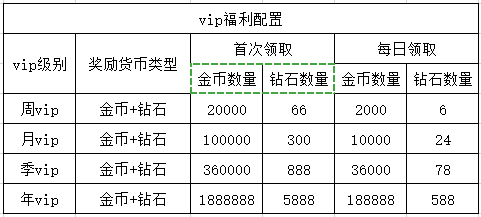 vip福利配置
vip级别 奖励货币类型 首次领取 每日领取
金币数量 钻石数量 金币数量 钻石数量
周vip 金币+钻石 20000 66 2000 6
月vip 金币+钻石 100000 300 10000 24
季vip 金币+钻石 360000 888 36000 78
年vip 金币+钻石 1888888 5888 188888 588